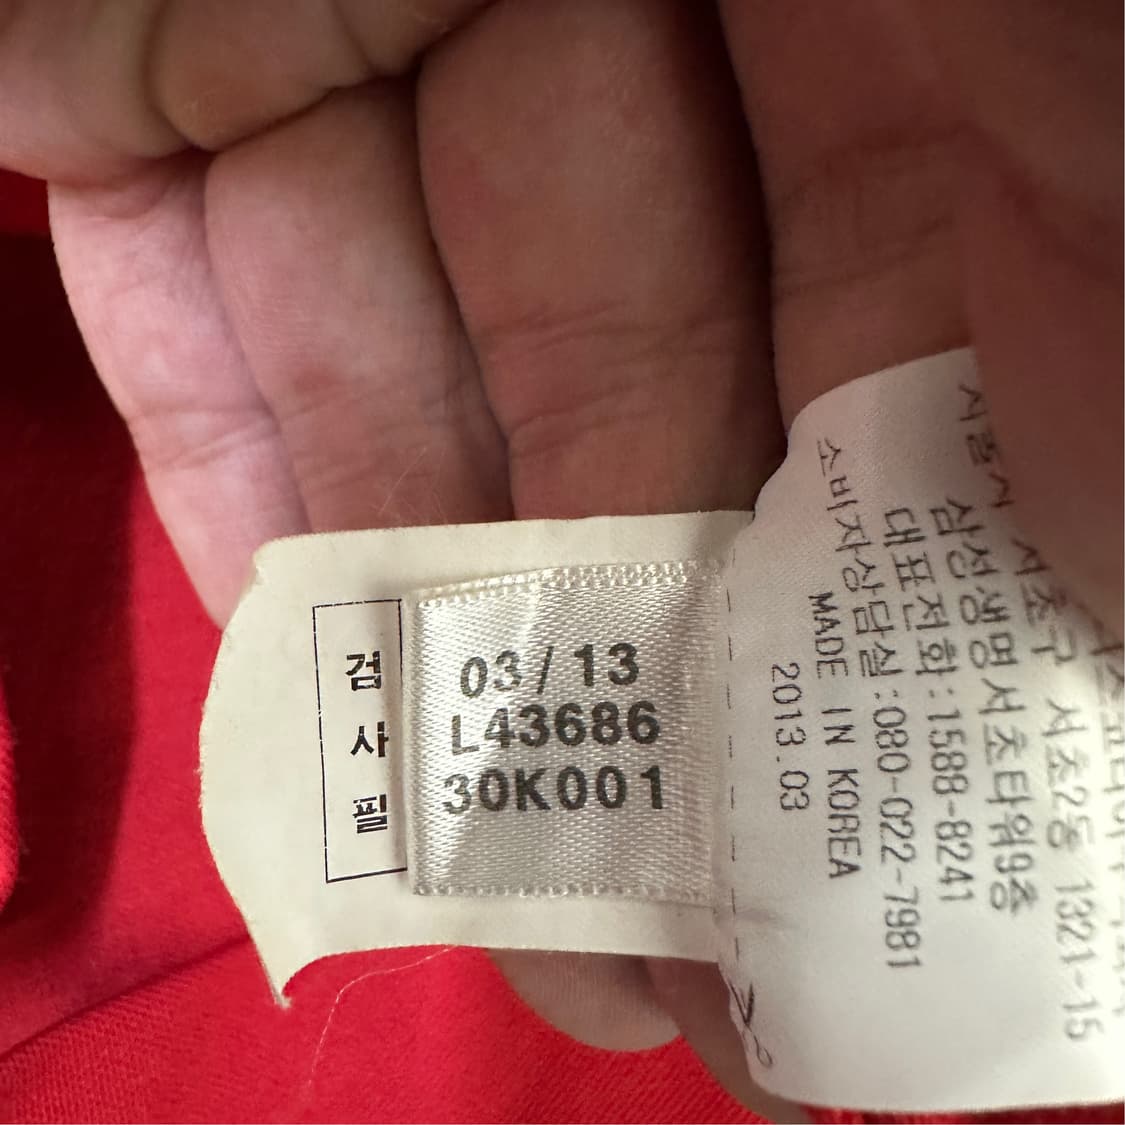 검
사
필
03/13
L43686
30K001
서울시 서초구 서초2동 1321-15
삼성생명서초타워9층
대표전화:1588-8241
소비자상담실:080-022-7981
MADE IN KOREA
2013.03